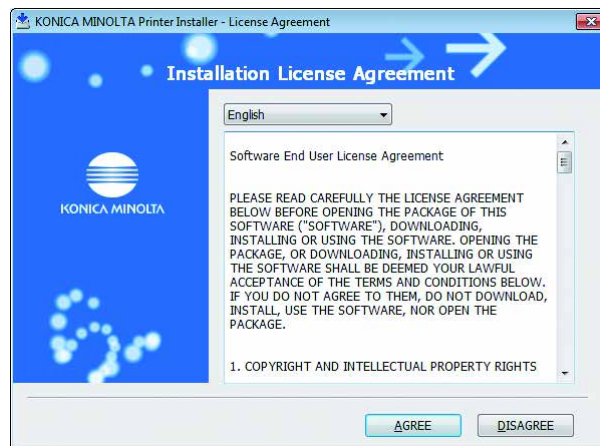 KONICA MINOLTA Printer Installer - License Agreement
Installation License Agreement
English
KONICA MINOLTA
Software End User License Agreement
PLEASE READ CAREFULLY THE LICENSE AGREEMENT
BELOW BEFORE OPENING THE PACKAGE OF THIS
SOFTWARE ("SOFTWARE"), DOWNLOADING,
INSTALLING OR USING THE SOFTWARE. OPENING THE
PACKAGE, OR DOWNLOADING, INSTALLING OR USING
THE SOFTWARE SHALL BE DEEMED YOUR LAWFUL
ACCEPTANCE OF THE TERMS AND CONDITIONS BELOW.
IF YOU DO NOT AGREE TO THEM, DO NOT DOWNLOAD,
INSTALL, USE THE SOFTWARE, NOR OPEN THE
PACKAGE.
1. COPYRIGHT AND INTELLECTUAL PROPERTY RIGHTS
AGREE
DISAGREE